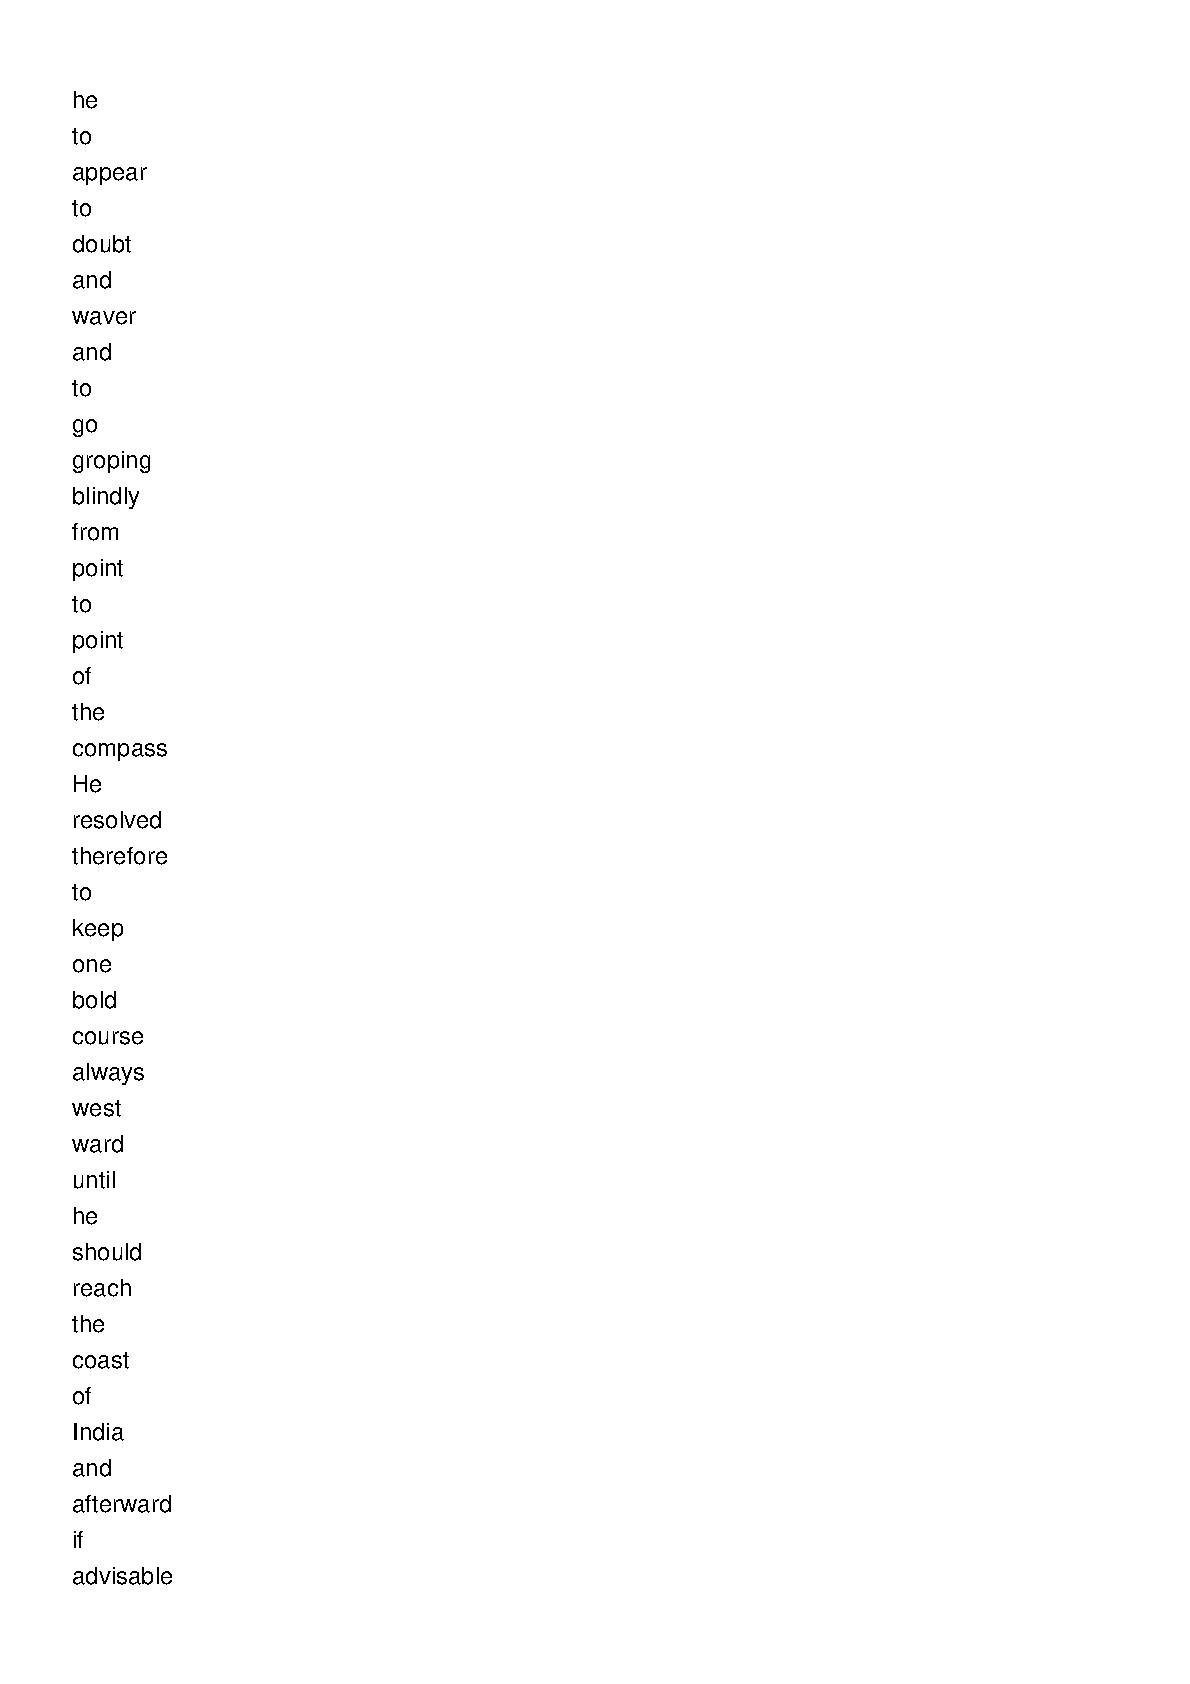 he
to
appear
to
doubt
and
waver
and
to
go
groping
blindly
from
point
to
point
of
the
compass
He
resolved
therefore
to
keep
one
bold
course
always
west
ward
until
he
should
reach
the
coast
of
India
and
afterward
if
advisable